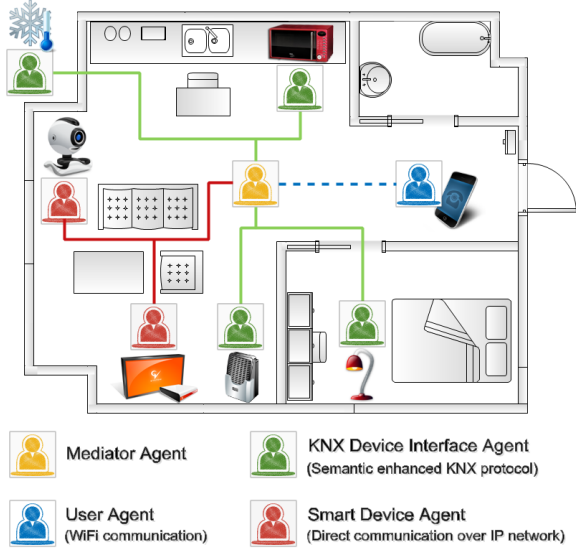 Mediator Agent
KNX Device Interface Agent
(Semantic enhanced KNX protocol)
User Agent
(WiFi communication)
Smart Device Agent
(Direct communication over IP network)